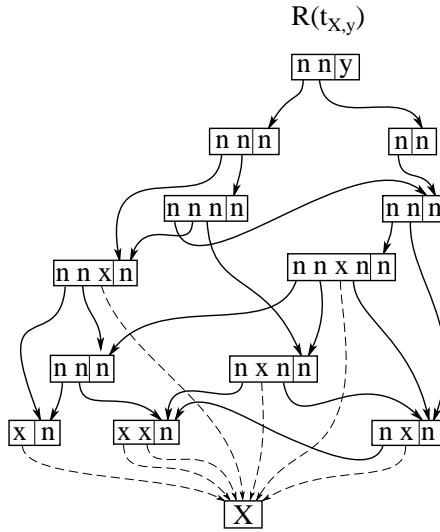 R(t_{X,y})
n n y
n n n
n n
n n n n
n n n
n n x n
n n x n n
n n n
n x n n
x n
x x n
n x n
X